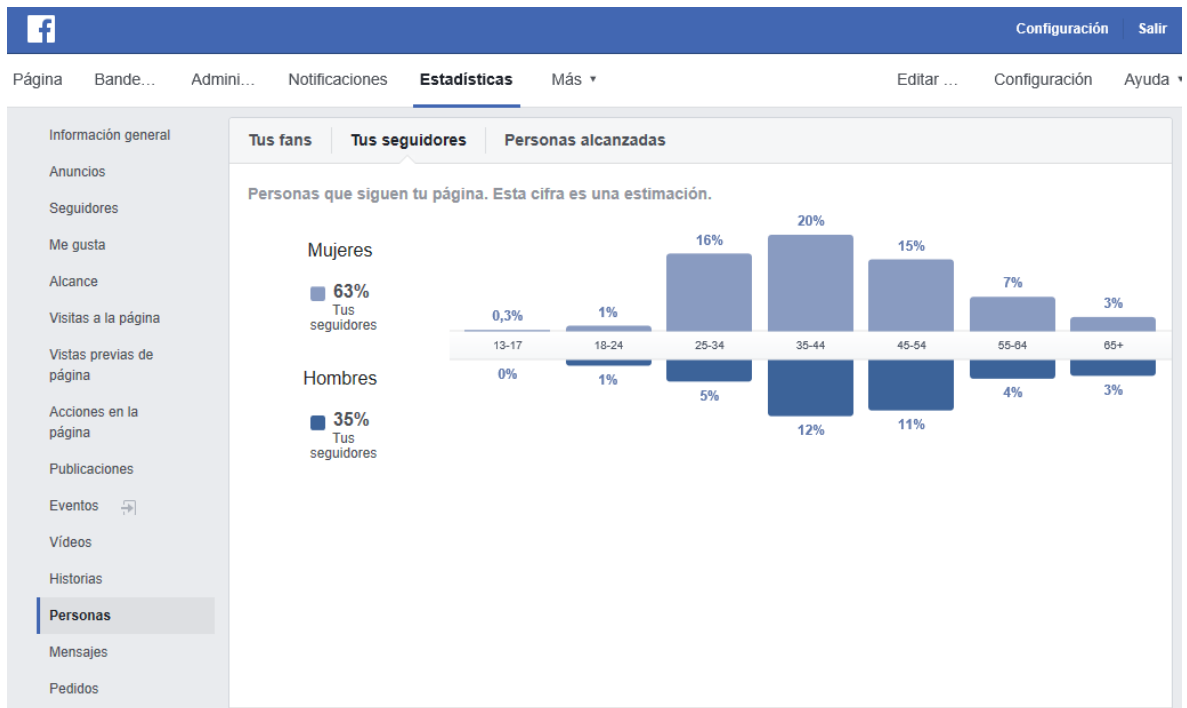 Configuración Salir
Página Bande... Admini... Notificaciones Estadísticas Más Editar ... Configuración Ayuda
Información general
Anuncios
Seguidores
Me gusta
Alcance
Visitas a la página
Vistas previas de
página
Acciones en la
página
Publicaciones
Eventos
Vídeos
Historias
Personas
Mensajes
Pedidos
Tus fans Tus seguidores Personas alcanzadas
Personas que siguen tu página. Esta cifra es una estimación.
Mujeres
63%
Tus
seguidores
0,3% 1% 16% 20% 15% 7% 3%
13-17 18-24 25-34 35-44 45-54 55-64 65+
Hombres
35%
Tus
seguidores
0% 1% 5% 12% 11% 4% 3%